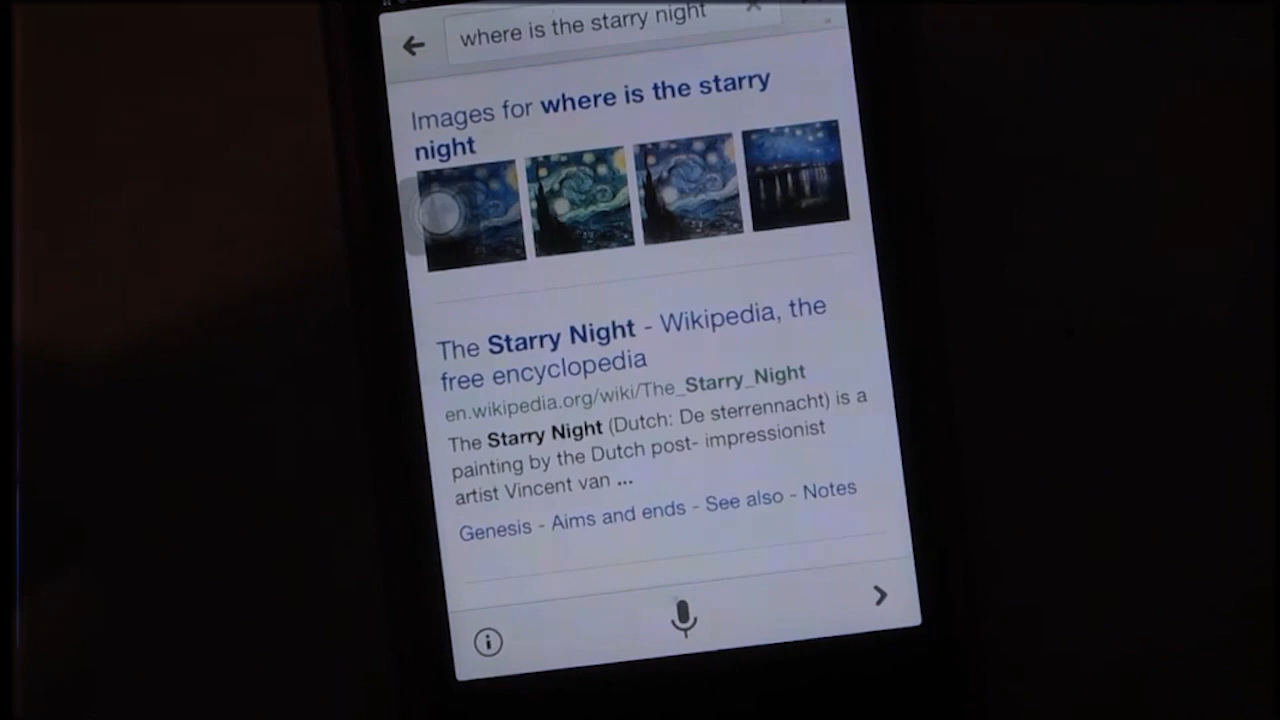 where is the starry night
Images for where is the starry
night
The Starry Night - Wikipedia, the
free encyclopedia
en.wikipedia.org/wiki/The_Starry_Night
The Starry Night (Dutch: De sterrennacht) is a
painting by the Dutch post- impressionist
artist Vincent van ...
Genesis - Aims and ends - See also - Notes